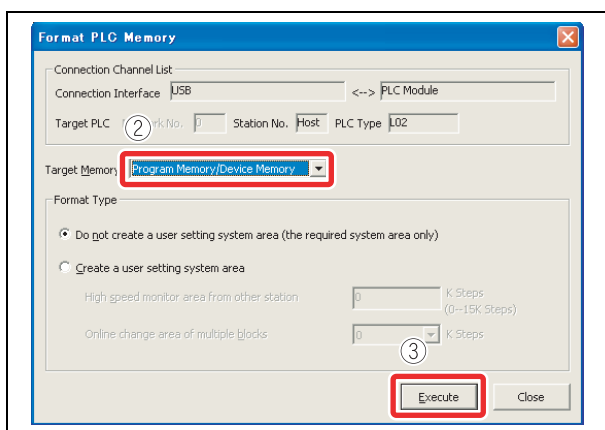 Format PLC Memory
Connection Channel List
Connection Interface USB <--> PLC Module
Target PLC No. 0 Station No. Host PLC Type L02
②
Target Memory Program Memory/Device Memory
Format Type
Do not create a user setting system area (the required system area only)
Create a user setting system area
High speed monitor area from other station 0 K Steps
(0--15K Steps)
Online change area of multiple blocks 0 K Steps
③
Execute Close